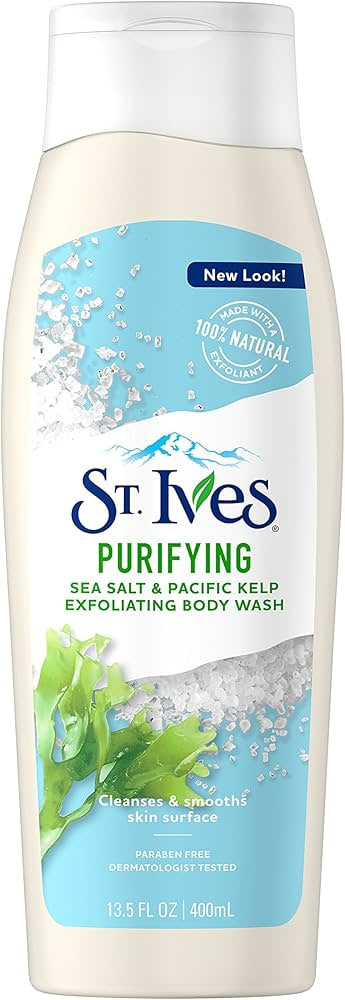 New Look!
MADE WITH A
100% NATURAL
EXFOLIANT
ST. IVES®
PURIFYING
SEA SALT & PACIFIC KELP
EXFOLIATING BODY WASH
Cleanses & smooths
skin surface
PARABEN FREE
DERMATOLOGIST TESTED
13.5 FL OZ | 400mL